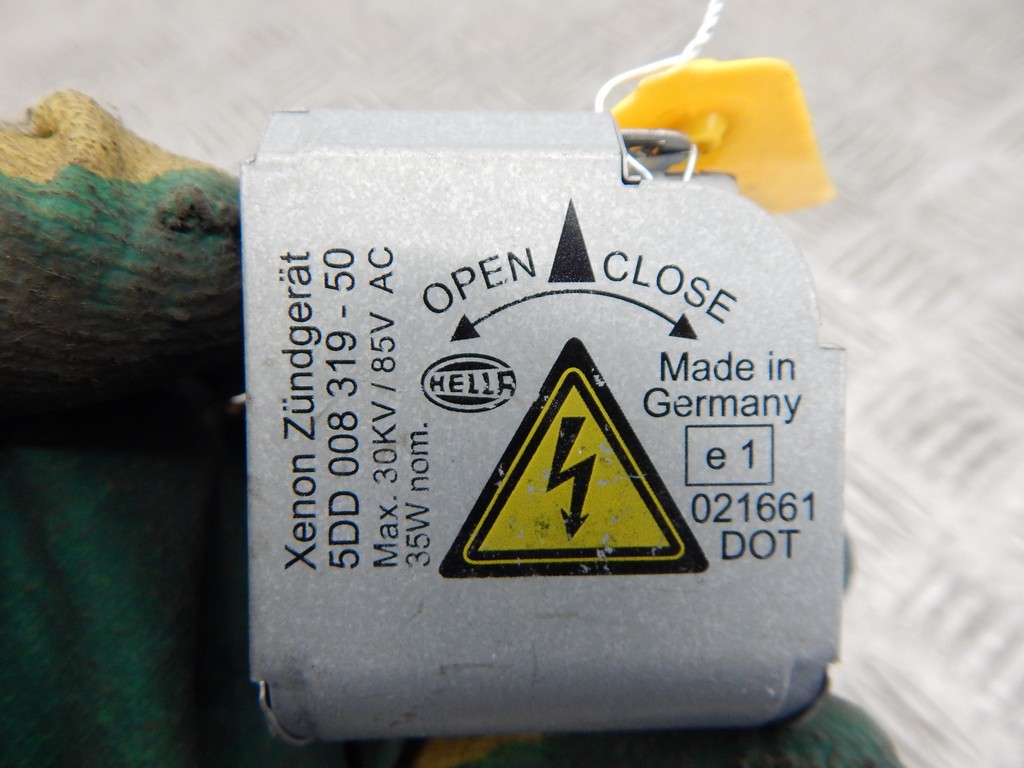 Xenon Zündgerät
5DD 008 319 - 50
Max. 30KV / 85V AC
35W nom.
OPEN CLOSE
HELLA
Made in
Germany
e 1
021661
DOT